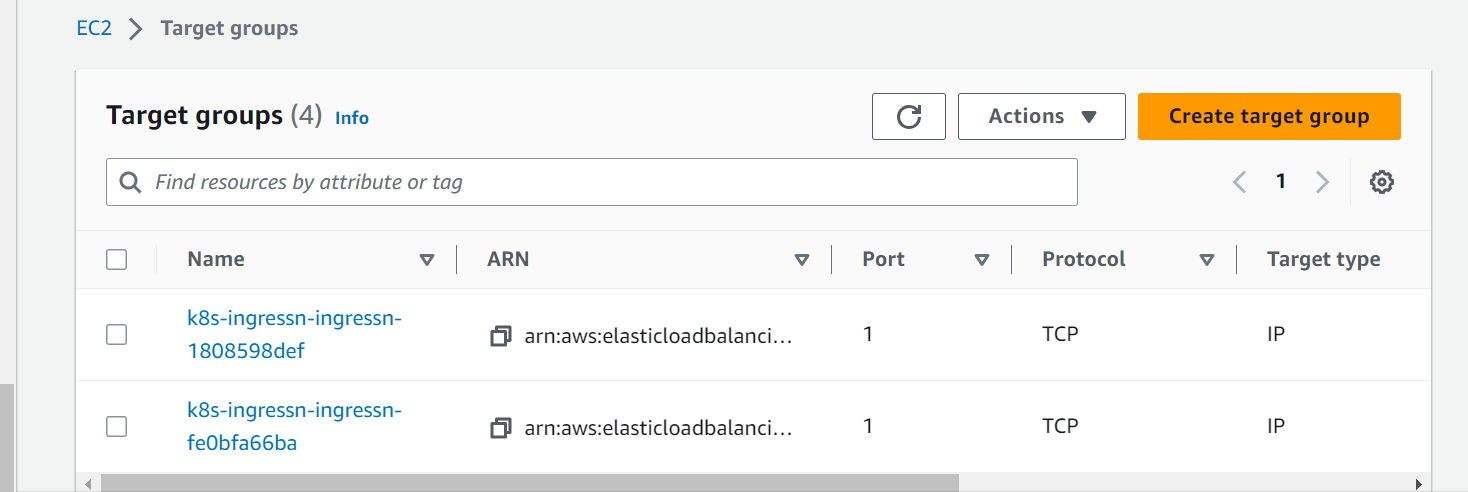 EC2 Target groups
Target groups (4) Info
Actions
Create target group
Find resources by attribute or tag
1
Name ARN Port Protocol Target type
k8s-ingressn-ingressn-
1808598def
arn:aws:elasticloadbalanci... 1 TCP IP
k8s-ingressn-ingressn-
fe0bfa66ba
arn:aws:elasticloadbalanci... 1 TCP IP